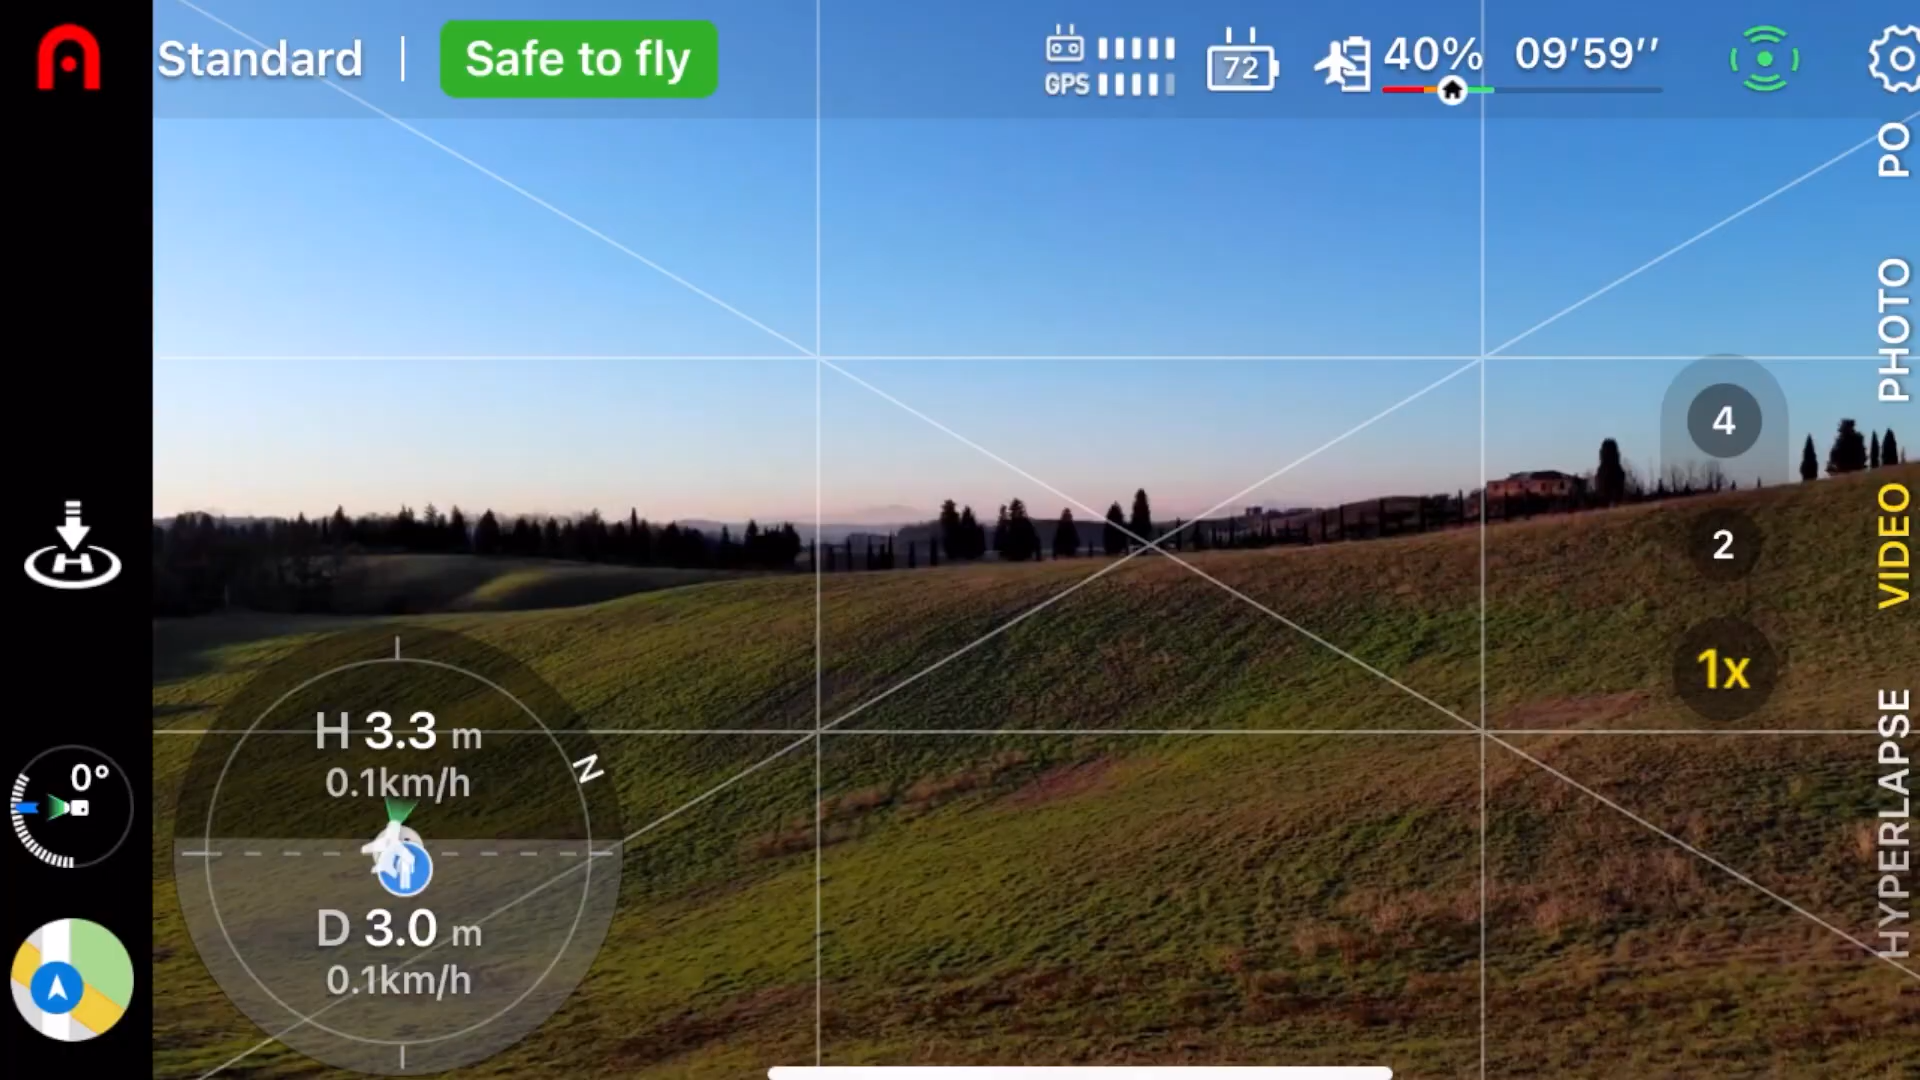 Standard | Safe to fly
GPS
72
40% 09’59’’
PO
PHOTO
VIDEO
HYPERLAPSE
4
2
1x
H
0°
N
H 3.3 m
0.1km/h
D 3.0 m
0.1km/h